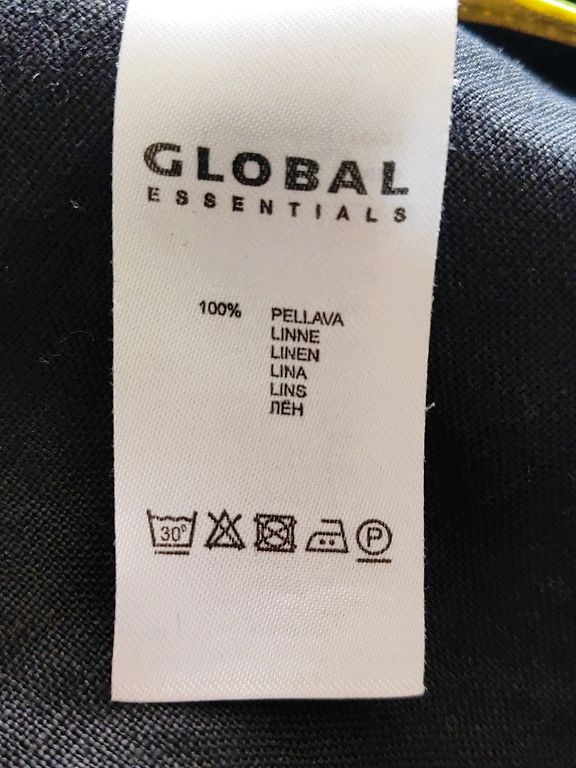 GLOBAL
ESSENTIALS
100% PELLAVA
LINNE
LINEN
LINA
LINS
ЛЁН
30° P